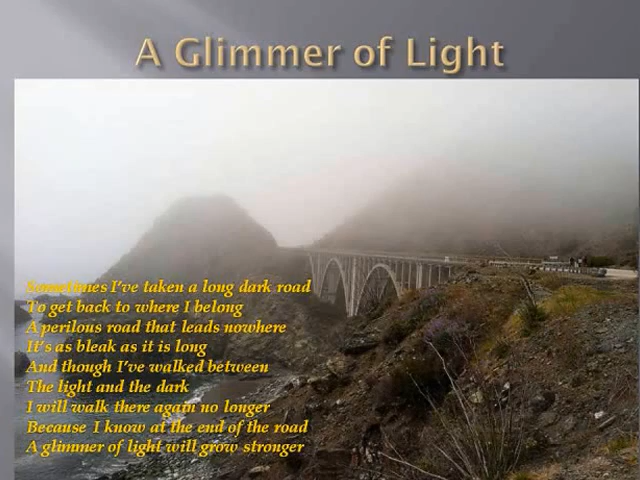 A Glimmer of Light
Sometimes I've taken a long dark road
To get back to where I belong
A perilous road that leads nowhere
It's as bleak as it is long
And though I've walked between
The light and the dark
I will walk there again no longer
Because I know at the end of the road
A glimmer of light will grow stronger